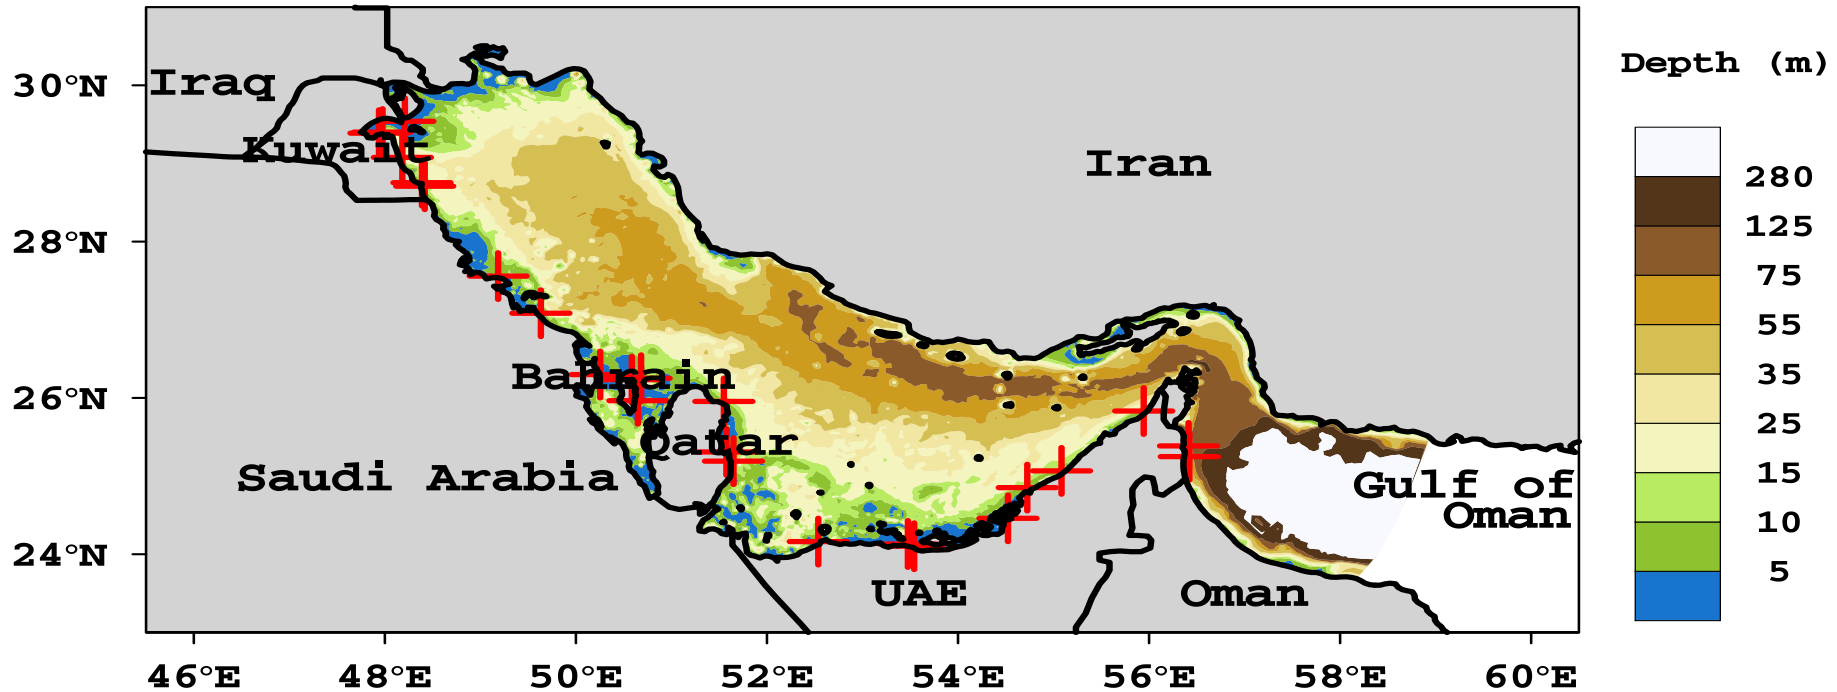 Depth (m)
30°N
28°N
26°N
24°N
Iraq
Kuwait
Iran
Bahrain
Qatar
Saudi Arabia
Gulf of
Oman
UAE
Oman
46°E
48°E
50°E
52°E
54°E
56°E
58°E
60°E
280
125
75
55
35
25
15
10
5